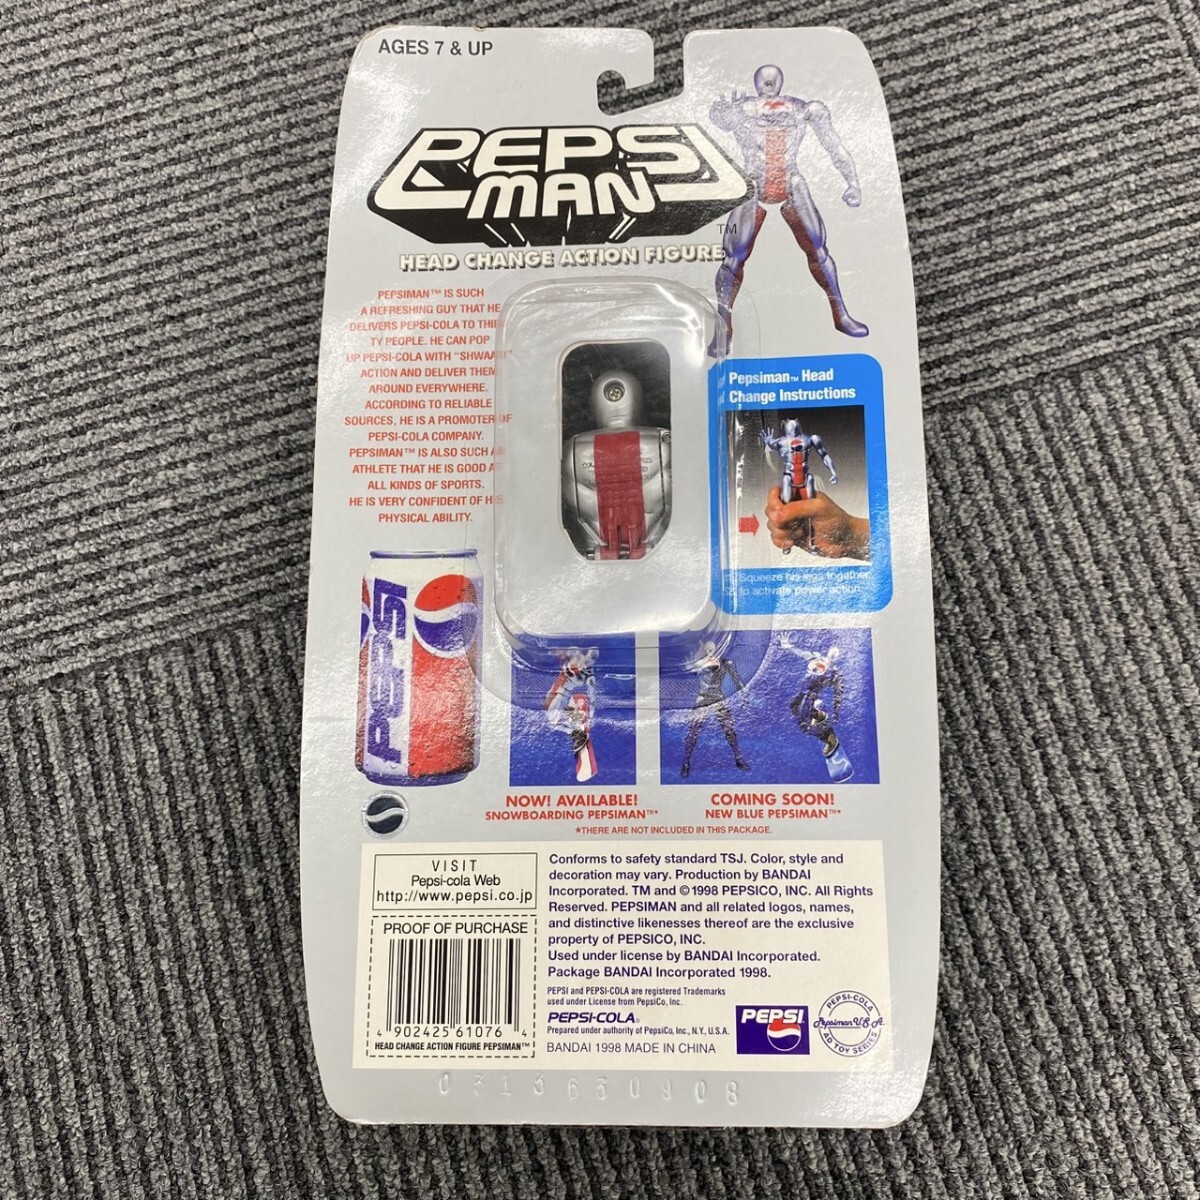 AGES 7 & UP
PEPSI
MAN
TM
HEAD CHANGE ACTION FIGURE
PEPSIMAN™ IS SUCH
A REFRESHING GUY THAT HE
DELIVERS PEPSI-COLA TO THIRS
TY PEOPLE. HE CAN POP
UP PEPSI-COLA WITH "SHWAAA"
ACTION AND DELIVER THEM
AROUND EVERYWHERE.
ACCORDING TO RELIABLE
SOURCES, HE IS A PROMOTER OF
PEPSI-COLA COMPANY.
PEPSIMAN™ IS ALSO SUCH AN
ATHLETE THAT HE IS GOOD AT
ALL KINDS OF SPORTS.
HE IS VERY CONFIDENT OF HIS
PHYSICAL ABILITY.
Pepsiman™ Head
Change Instructions
1. Squeeze his legs together
2. to activate power action.
PEPSI
NOW! AVAILABLE!
SNOWBOARDING PEPSIMAN™*
COMING SOON!
NEW BLUE PEPSIMAN™*
*THERE ARE NOT INCLUDED IN THIS PACKAGE.
VISIT
Pepsi-cola Web
http://www.pepsi.co.jp
PROOF OF PURCHASE
4 902425 61076 4
HEAD CHANGE ACTION FIGURE PEPSIMAN™
Conforms to safety standard TSJ. Color, style and
decoration may vary. Production by BANDAI
Incorporated. TM and ©1998 PEPSICO, INC. All Rights
Reserved. PEPSIMAN and all related logos, names,
and distinctive likenesses thereof are the exclusive
property of PEPSICO, INC.
Used under license by BANDAI Incorporated.
Package BANDAI Incorporated 1998.
PEPSI and PEPSI-COLA are registered Trademarks
used under License from PepsiCo, Inc.
PEPSI-COLA®
Prepared under authority of PepsiCo, Inc., N.Y., U.S.A.
BANDAI 1998 MADE IN CHINA
PEPSI
PEPSI-COLA
Pepsiman U.S.A.
AD TOY SERIES
0313630908